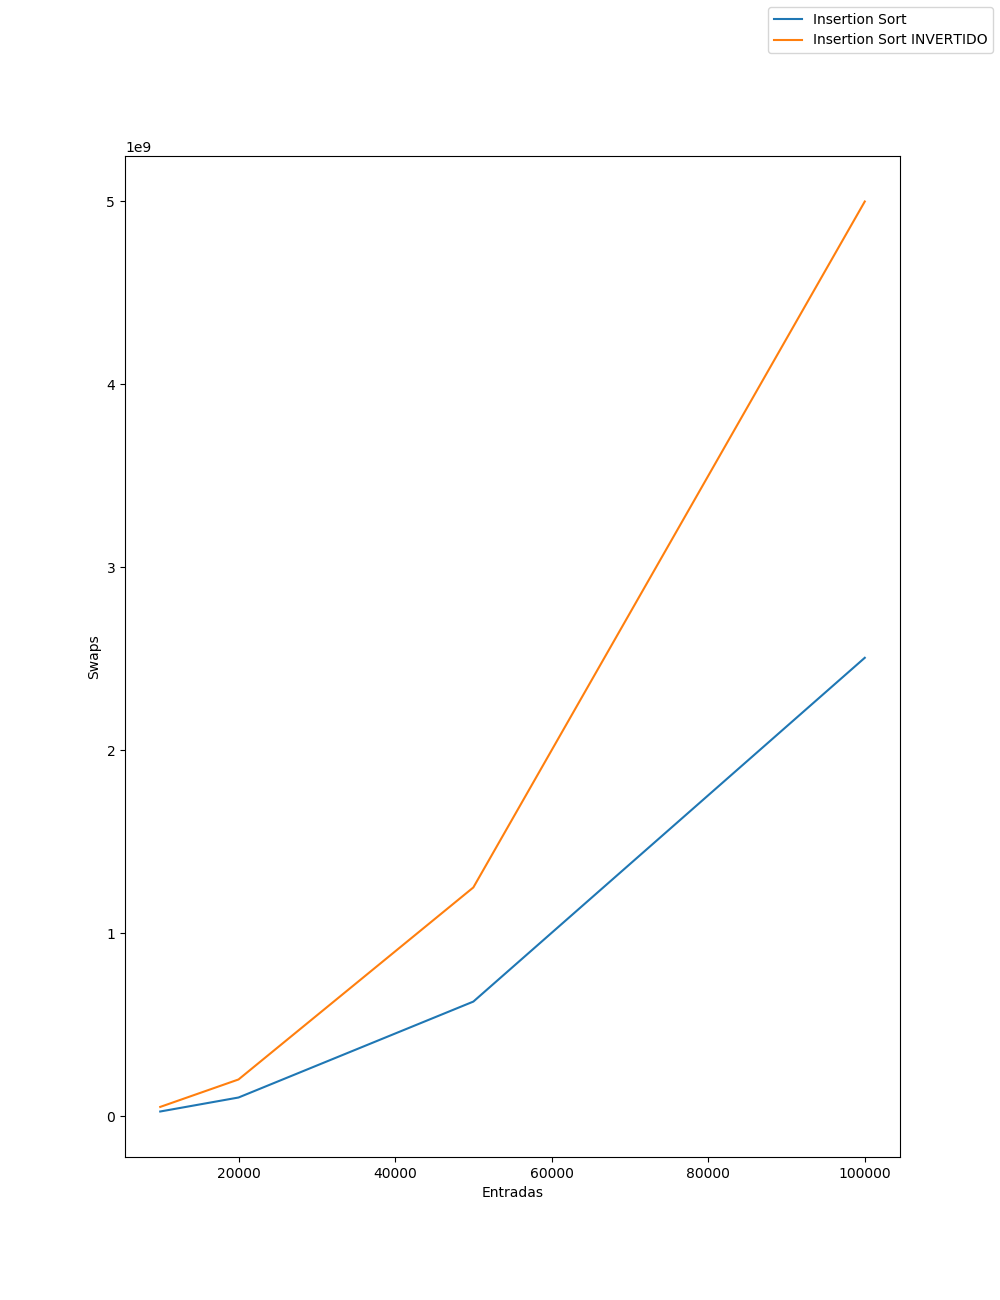 Insertion Sort
Insertion Sort INVERTIDO
1e9
5
4
3
2
1
0
Swaps
20000 40000 60000 80000 100000
Entradas